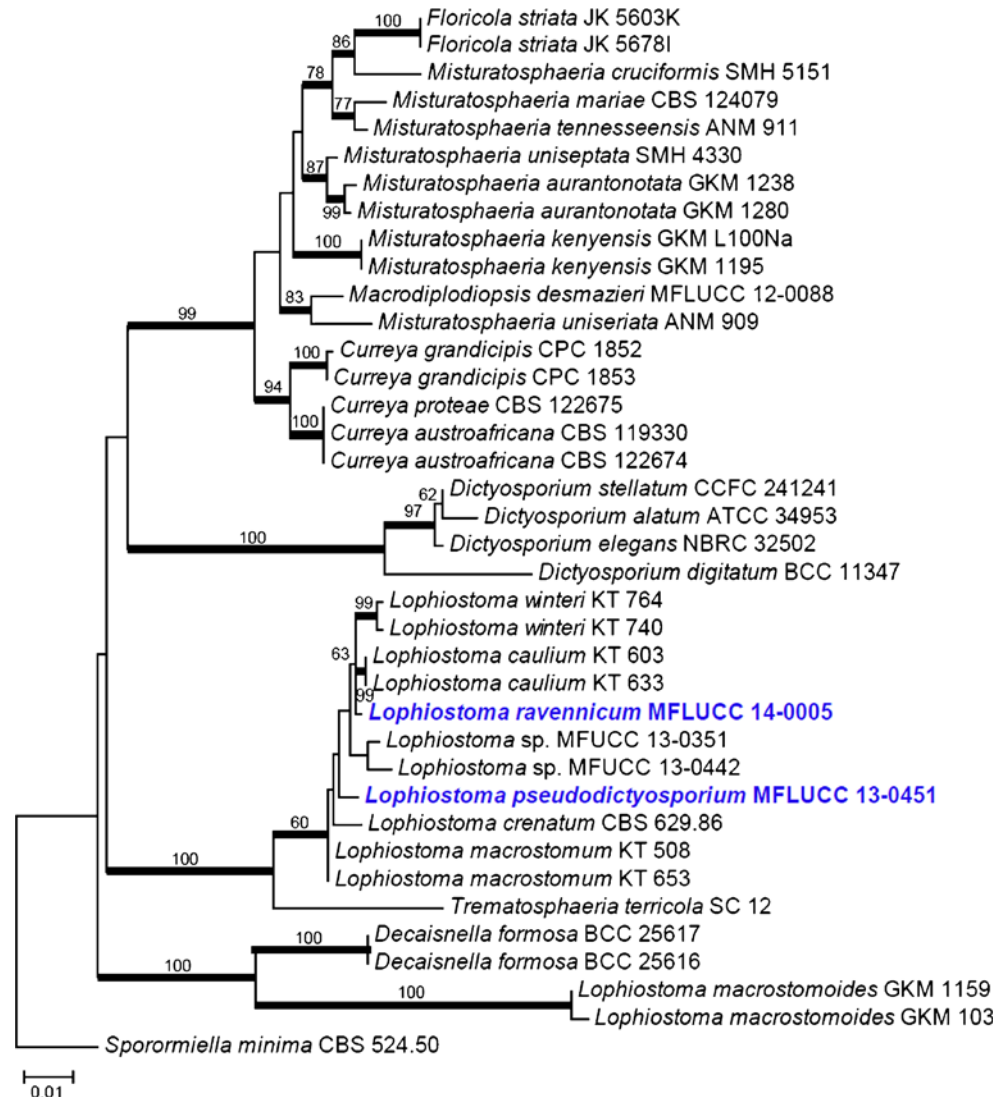 100
Floricola striata JK 5603K
86
Floricola striata JK 5678I
78
Misturatosphaeria cruciformis SMH 5151
77
Misturatosphaeria mariae CBS 124079
Misturatosphaeria tennesseensis ANM 911
Misturatosphaeria uniseptata SMH 4330
87
Misturatosphaeria aurantonotata GKM 1238
99
Misturatosphaeria aurantonotata GKM 1280
100
Misturatosphaeria kenyensis GKM L100Na
Misturatosphaeria kenyensis GKM 1195
83
Macrodiplodiopsis desmazieri MFLUCC 12-0088
99
Misturatosphaeria uniseriata ANM 909
100
Curreya grandicipis CPC 1852
Curreya grandicipis CPC 1853
94
Curreya proteae CBS 122675
100
Curreya austroafricana CBS 119330
Curreya austroafricana CBS 122674
62
Dictyosporium stellatum CCFC 241241
97
Dictyosporium alatum ATCC 34953
100
Dictyosporium elegans NBRC 32502
Dictyosporium digitatum BCC 11347
99
Lophiostoma winteri KT 764
Lophiostoma winteri KT 740
63
Lophiostoma caulium KT 603
Lophiostoma caulium KT 633
99
Lophiostoma ravennicum MFLUCC 14-0005
Lophiostoma sp. MFUCC 13-0351
Lophiostoma sp. MFUCC 13-0442
Lophiostoma pseudodictyosporium MFLUCC 13-0451
60
Lophiostoma crenatum CBS 629.86
Lophiostoma macrostomum KT 508
100
Lophiostoma macrostomum KT 653
Trematosphaeria terricola SC 12
100
Decaisnella formosa BCC 25617
100
Decaisnella formosa BCC 25616
100
Lophiostoma macrostomoides GKM 1159
Lophiostoma macrostomoides GKM 103
Sporormiella minima CBS 524.50
0.01